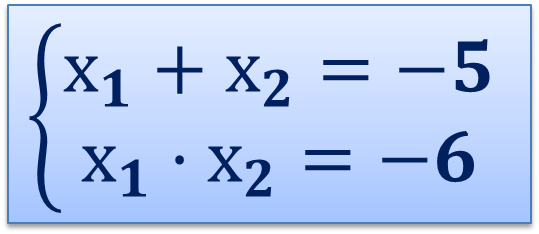 x₁ + x₂ = −5
x₁ · x₂ = −6